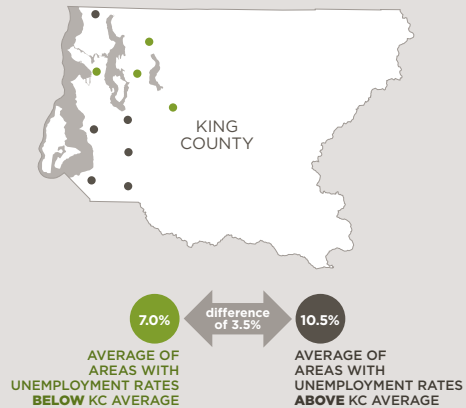 KING
COUNTY
7.0%
difference
of 3.5%
10.5%
AVERAGE OF
AREAS WITH
UNEMPLOYMENT RATES
BELOW KC AVERAGE
AVERAGE OF
AREAS WITH
UNEMPLOYMENT RATES
ABOVE KC AVERAGE